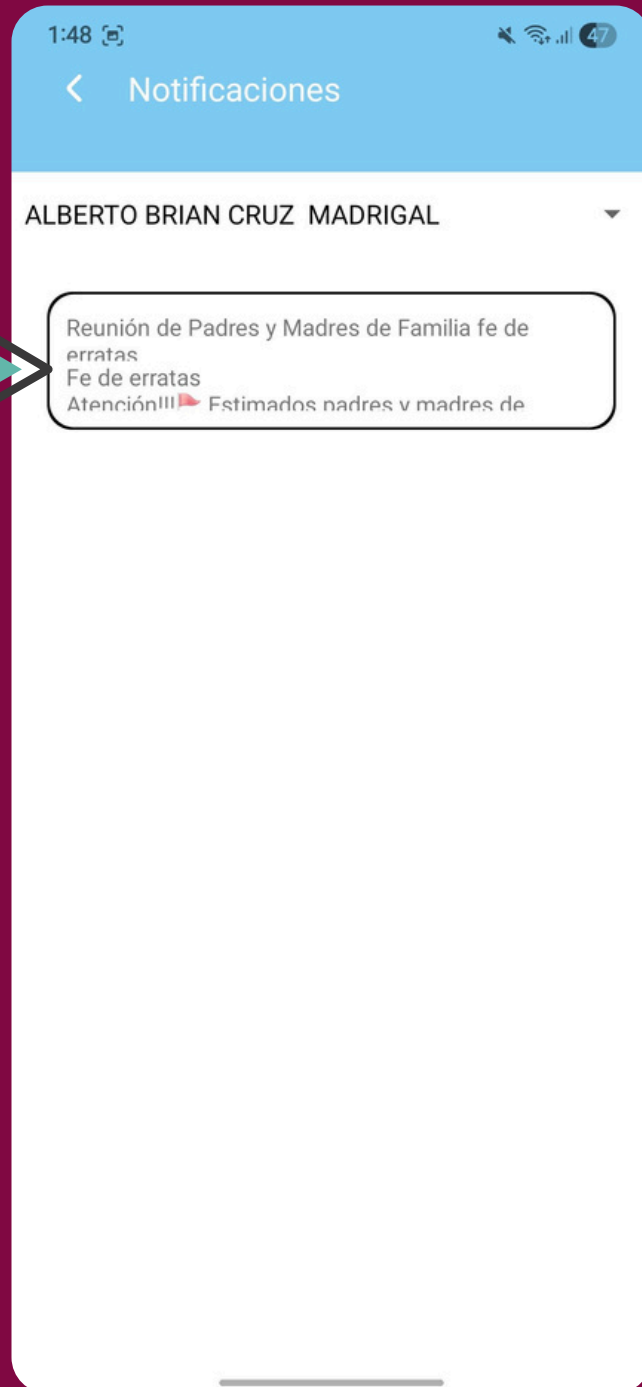 1:48
47
Notificaciones
ALBERTO BRIAN CRUZ MADRIGAL
Reunión de Padres y Madres de Familia fe de
erratas
Fe de erratas
Atención!!!🚩 Estimados padres y madres de